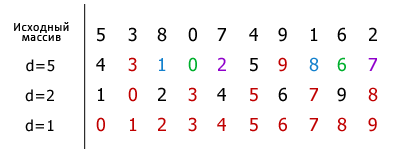 Исходный массив 5 3 8 0 7 4 9 1 6 2
d=5 4 3 1 0 2 5 9 8 6 7
d=2 1 0 2 3 4 5 6 7 9 8
d=1 0 1 2 3 4 5 6 7 8 9